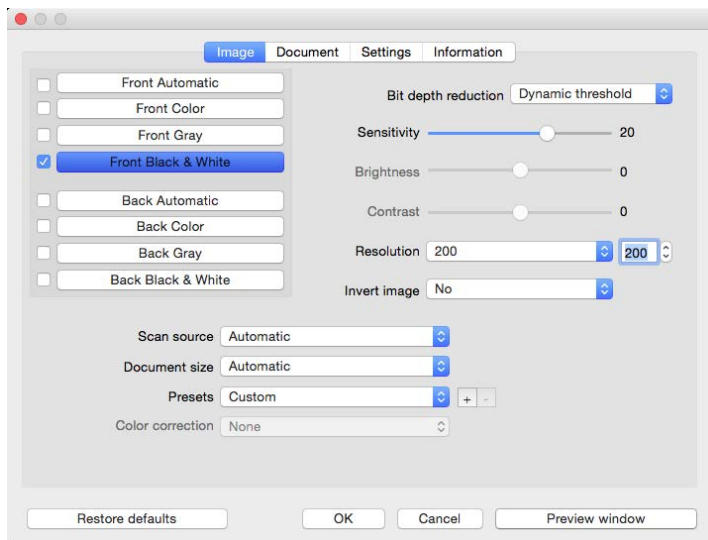 Image Document Settings Information
Front Automatic
Front Color
Front Gray
Front Black & White
Back Automatic
Back Color
Back Gray
Back Black & White
Bit depth reduction Dynamic threshold
Sensitivity 20
Brightness 0
Contrast 0
Resolution 200 200
Invert image No
Scan source Automatic
Document size Automatic
Presets Custom + -
Color correction None
Restore defaults OK Cancel Preview window